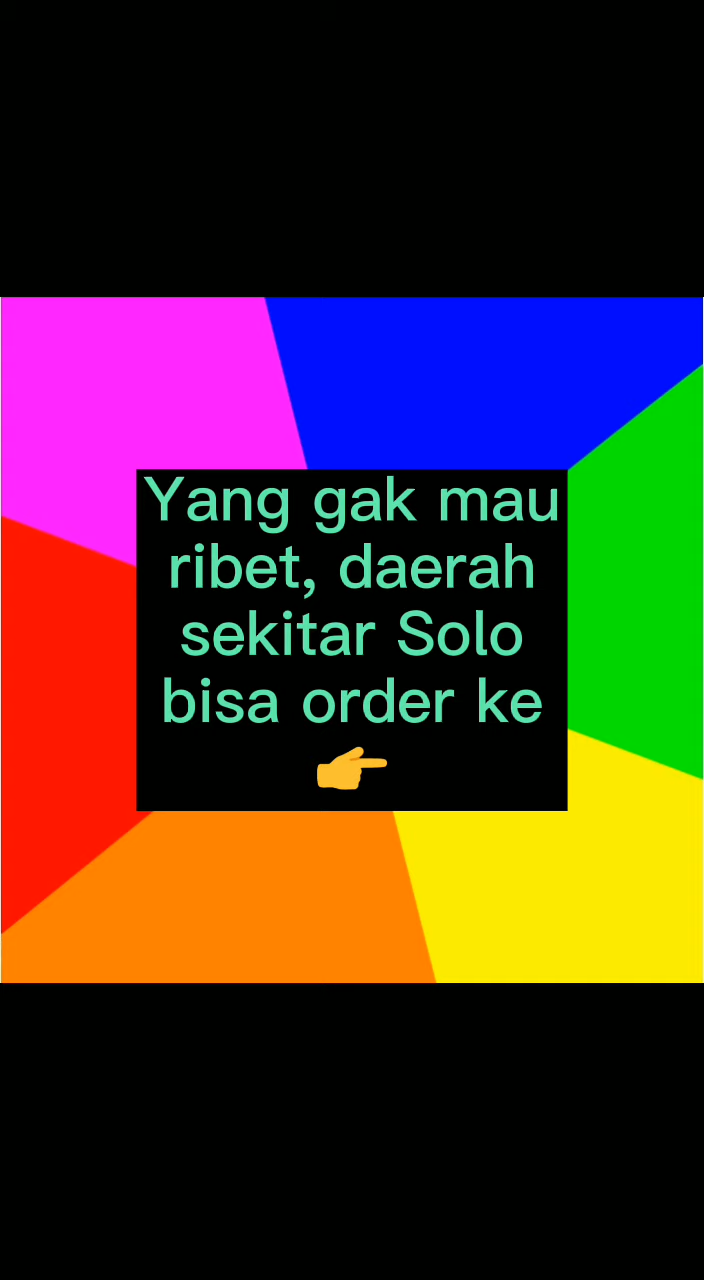 Yang gak mau
ribet, daerah
sekitar Solo
bisa order ke
👉